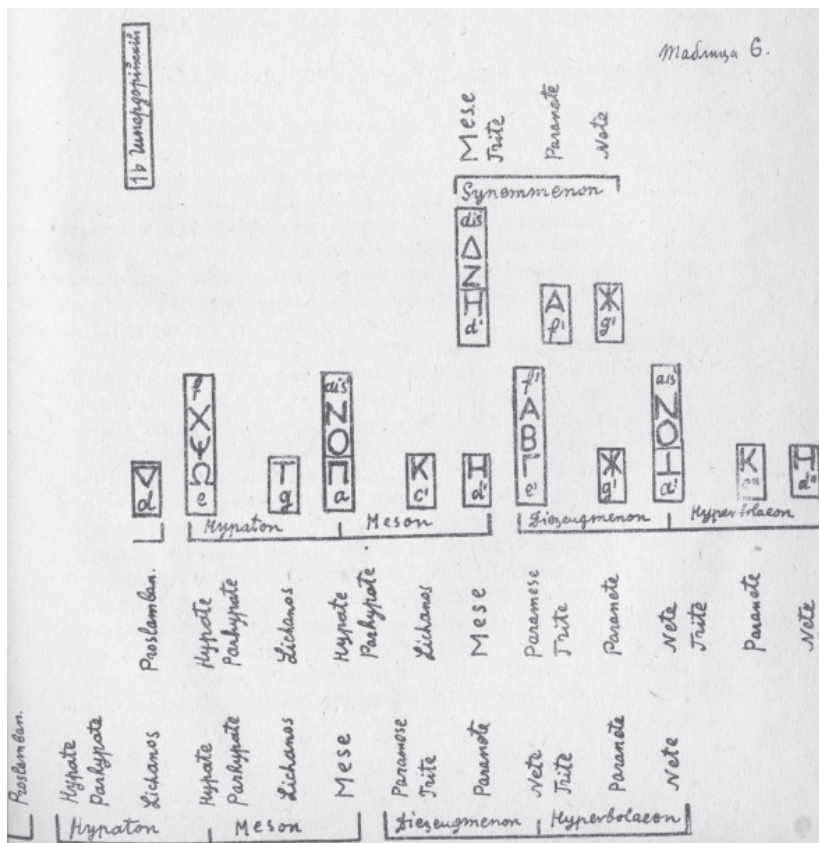 Таблица 6.
1b гипердорический
Mese
Trite
Paranete
Nete
Synemmenon
dis'
Δ
Z
H
d'
A
f'
Ж
g'
f
X
Ψ
Ω
e
T
g
ais
N
O
Π
a
K
c'
H
d'
f'
A
B
Γ
e'
Ж
g'
ais'
N
O
a'
K
c"
H
d"
d
Hypaton
Meson
Diezeugmenon
Hyperbolaeon
Proslamban.
Hypate
Parhypate
Lichanos
Hypate
Parhypate
Lichanos
Mese
Paramese
Trite
Paranete
Nete
Trite
Paranete
Nete
Proslamban.
Hypate
Parhypate
Lichanos
Hypate
Parhypate
Lichanos
Mese
Paramese
Trite
Paranete
Nete
Trite
Paranete
Nete
Hypaton
Meson
Diezeugmenon
Hyperbolaeon